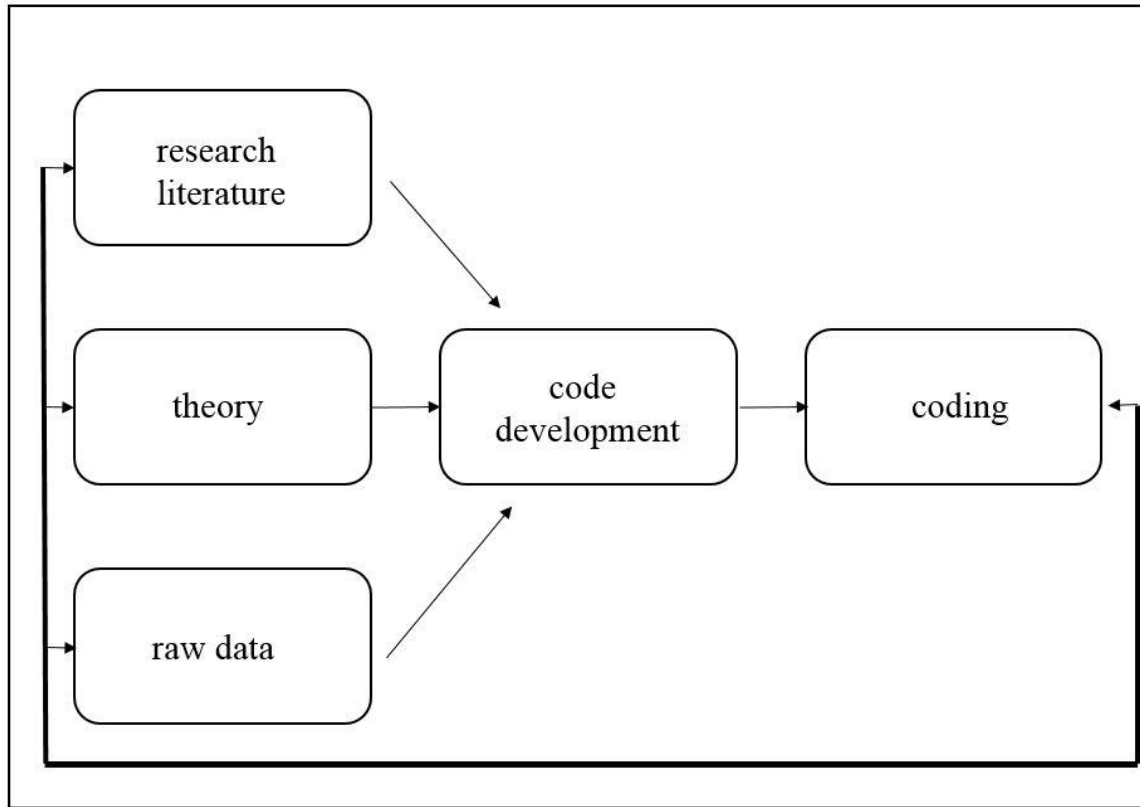 research
literature
theory
code
development
coding
raw data